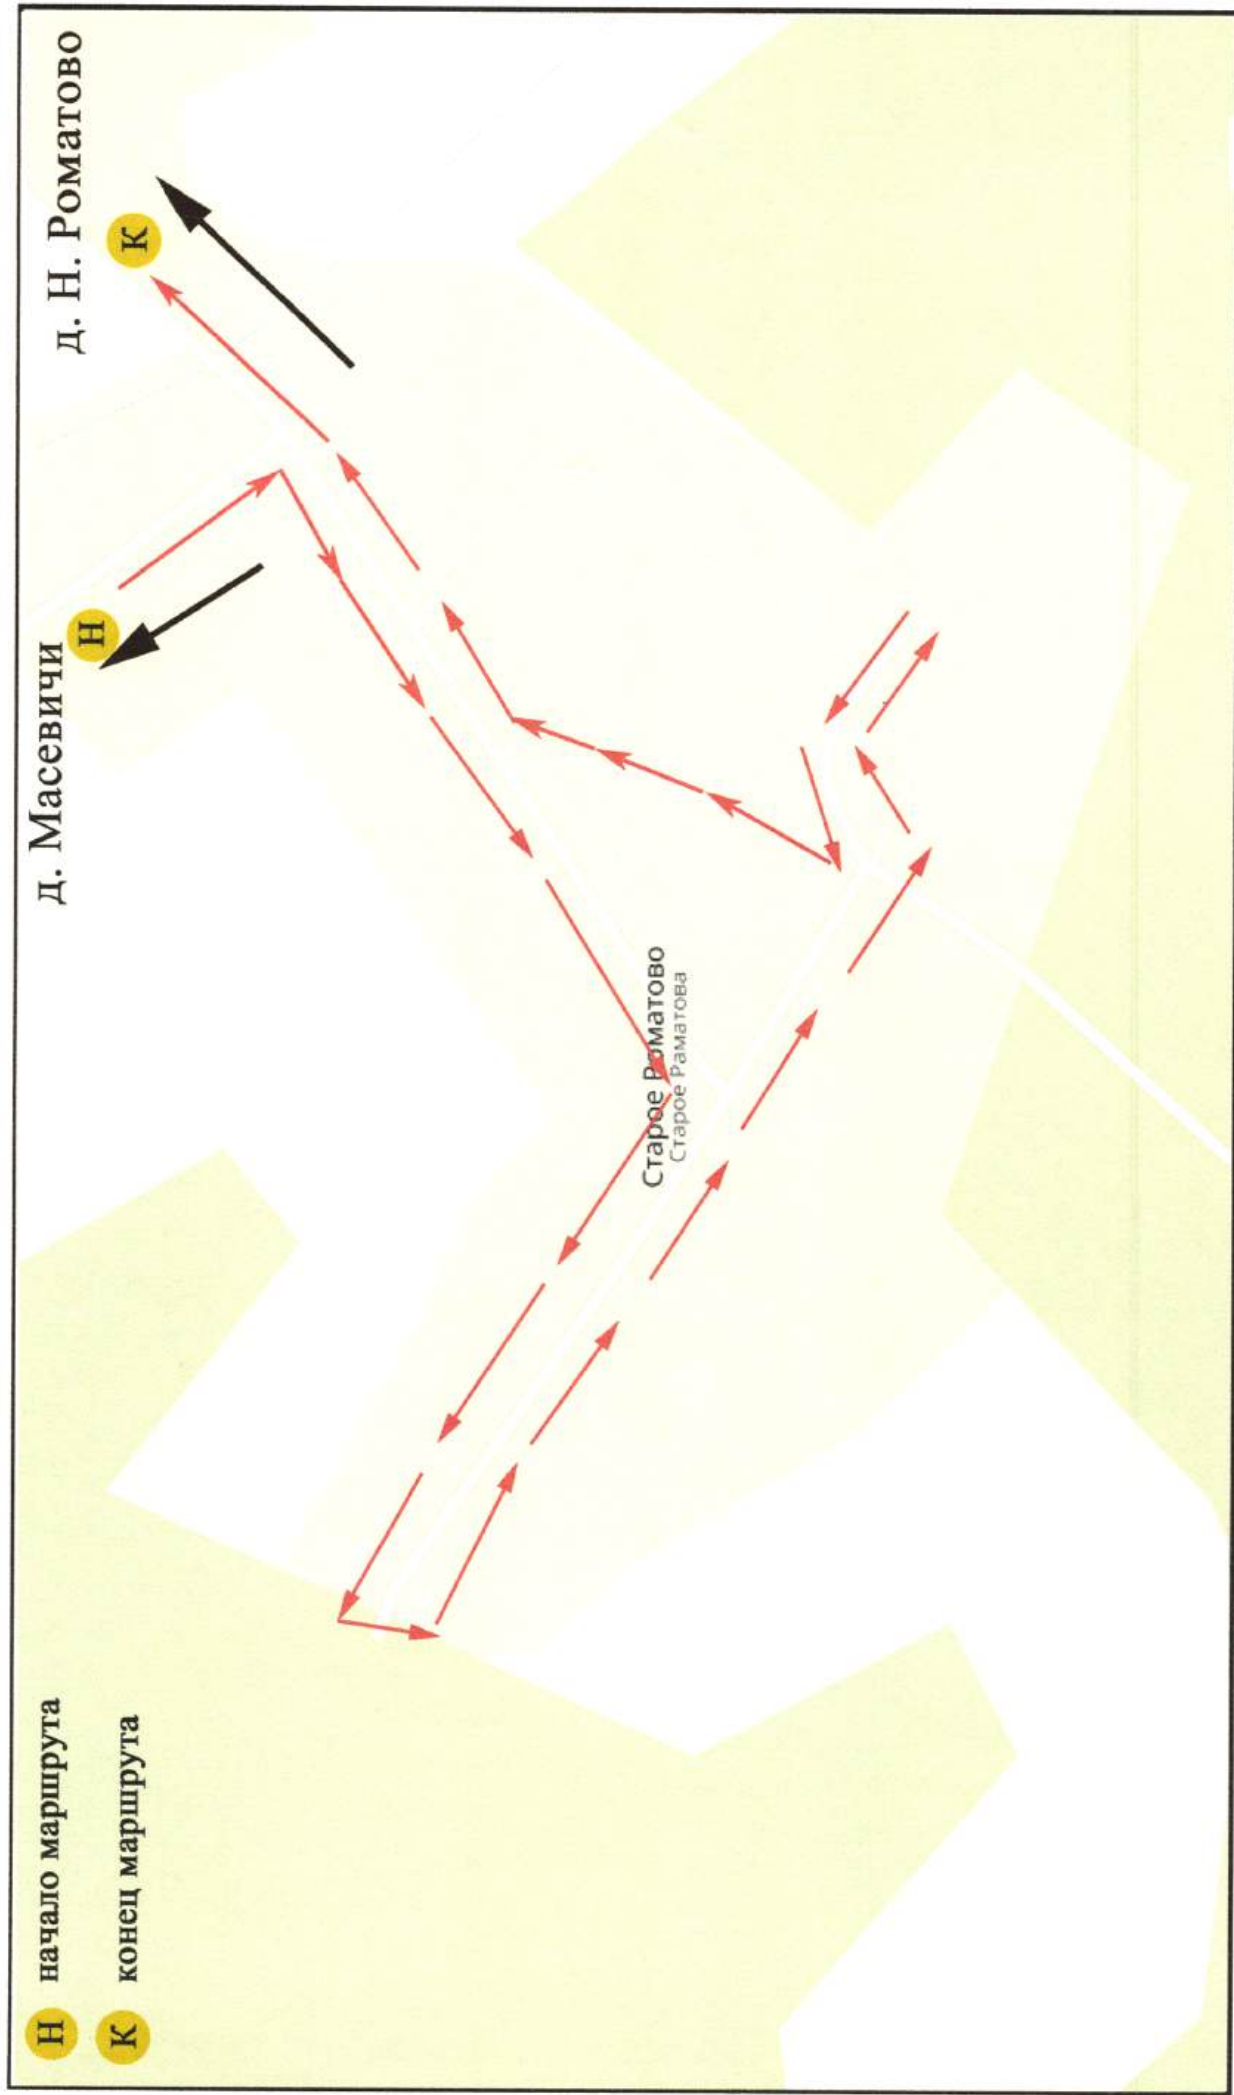 Н начало маршрута
К конец маршрута
д. Масевичи
Н
д. Н. Роматово
К
Старое Роматово
Старое Раматова